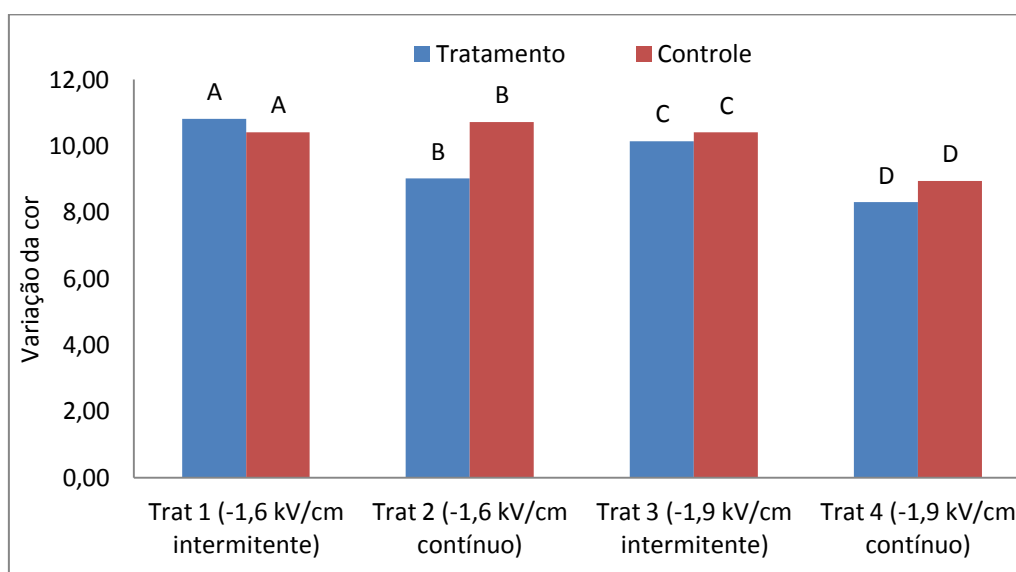 Tratamento Controle
12,00
10,00
8,00
6,00
4,00
2,00
0,00
Variação da cor
A A
B B
C C
D D
Trat 1 (-1,6 kV/cm
intermitente)
Trat 2 (-1,6 kV/cm
contínuo)
Trat 3 (-1,9 kV/cm
intermitente)
Trat 4 (-1,9 kV/cm
contínuo)